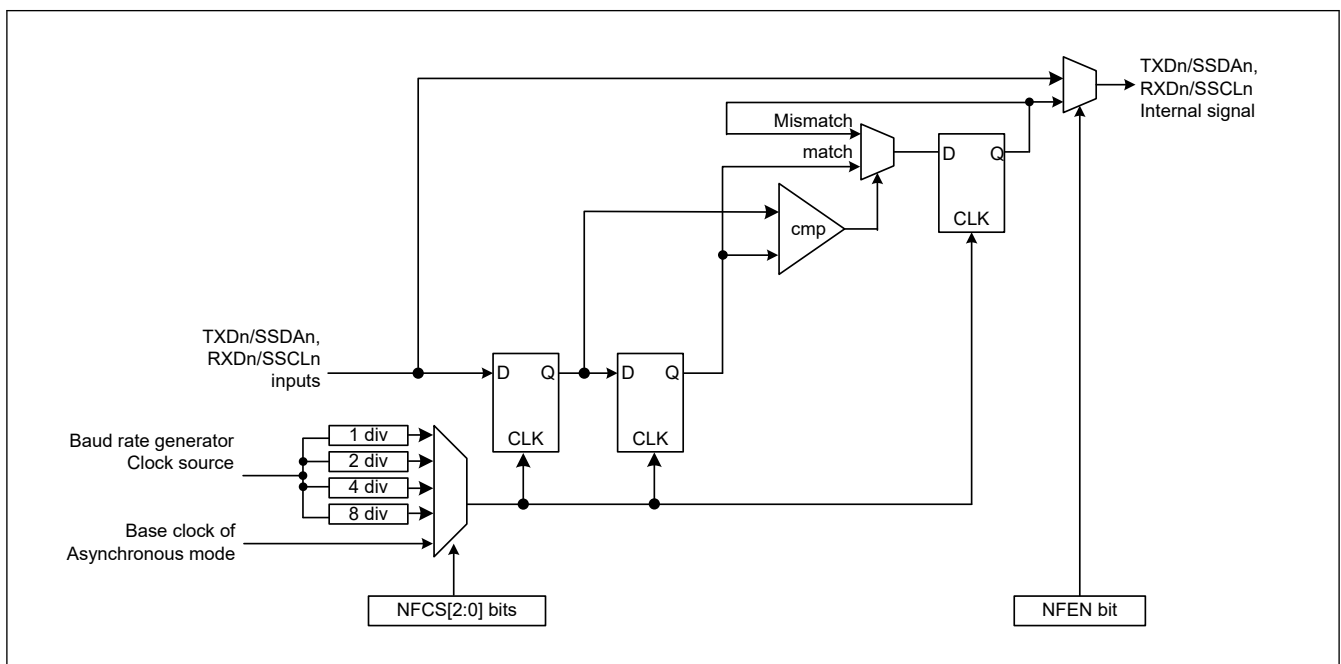 TXDn/SSDAn,
RXDn/SSCLn
Internal signal
Mismatch
match
D
Q
CLK
cmp
TXDn/SSDAn,
RXDn/SSCLn
inputs
D
Q
CLK
D
Q
CLK
Baud rate generator
Clock source
1 div
2 div
4 div
8 div
Base clock of
Asynchronous mode
NFCS[2:0] bits
NFEN bit